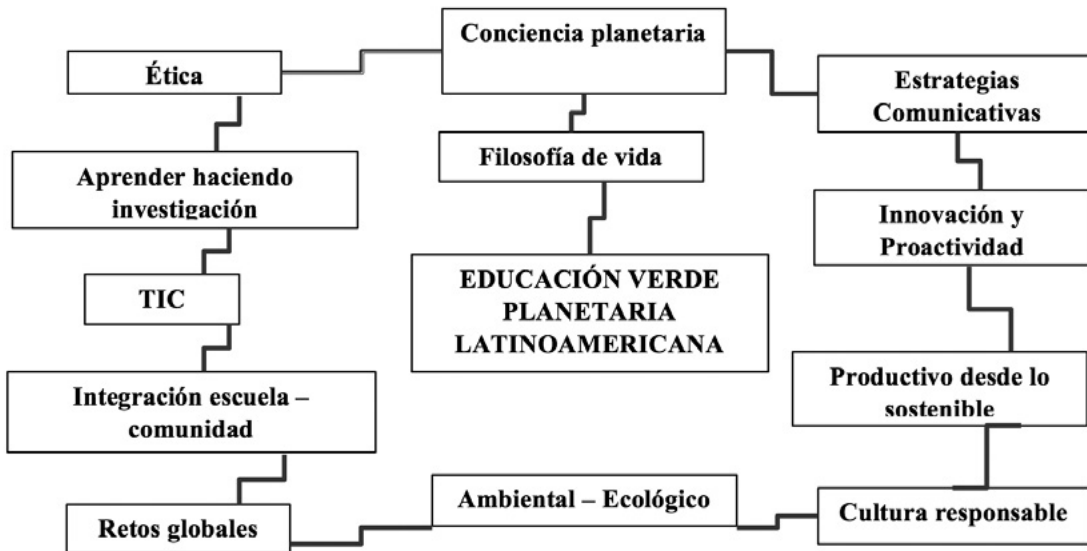 Conciencia planetaria
Ética
Estrategias
Comunicativas
Filosofía de vida
Aprender haciendo
investigación
Innovación y
Proactividad
EDUCACIÓN VERDE
PLANETARIA
LATINOAMERICANA
TIC
Productivo desde lo
sostenible
Integración escuela –
comunidad
Ambiental – Ecológico
Cultura responsable
Retos globales